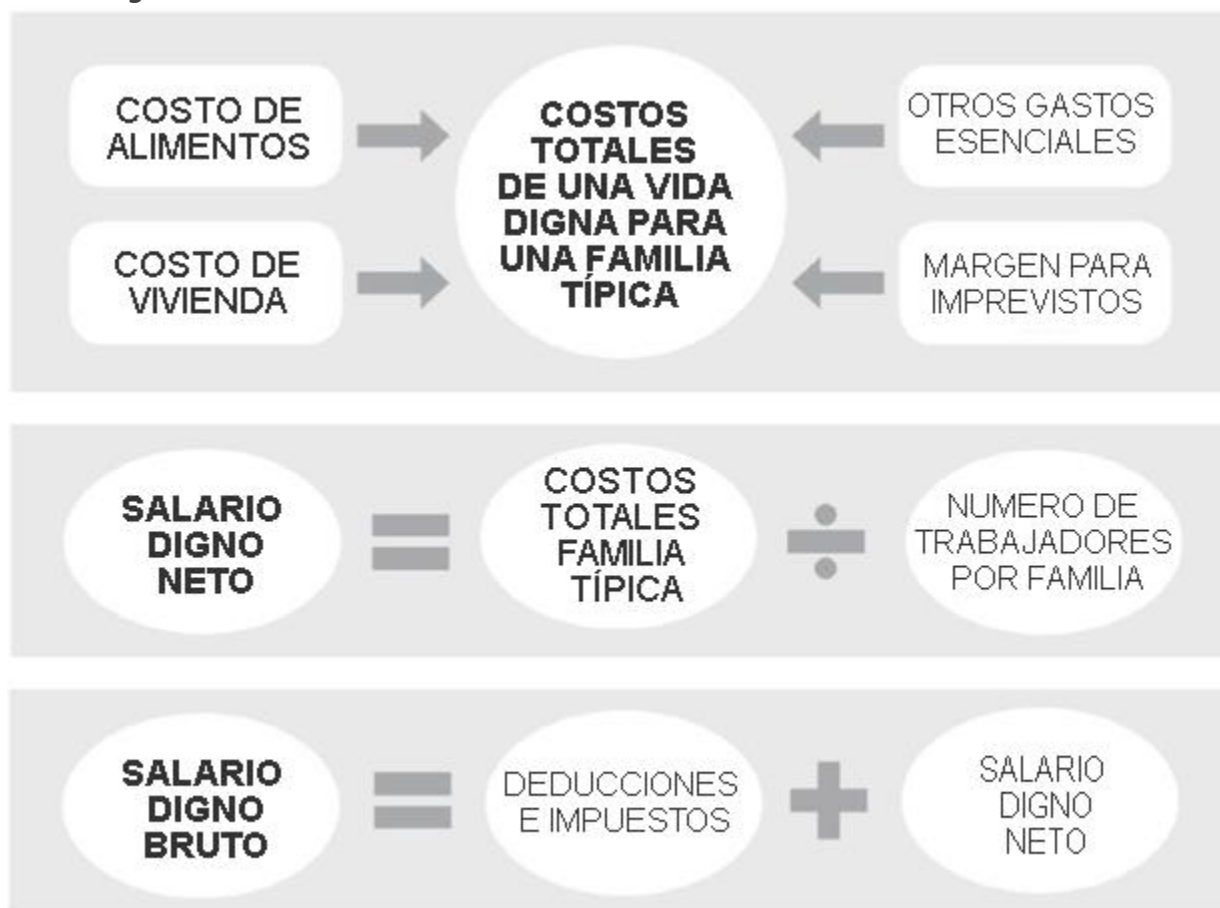 COSTO DE
ALIMENTOS
COSTOS
TOTALES
DE UNA VIDA
DIGNA PARA
UNA FAMILIA
TÍPICA
OTROS GASTOS
ESENCIALES
COSTO DE
VIVIENDA
MARGEN PARA
IMPREVISTOS
SALARIO
DIGNO
NETO
=
COSTOS
TOTALES
FAMILIA
TÍPICA
÷
NUMERO DE
TRABAJADORES
POR FAMILIA
SALARIO
DIGNO
BRUTO
=
DEDUCCIONES
E IMPUESTOS
+
SALARIO
DIGNO
NETO